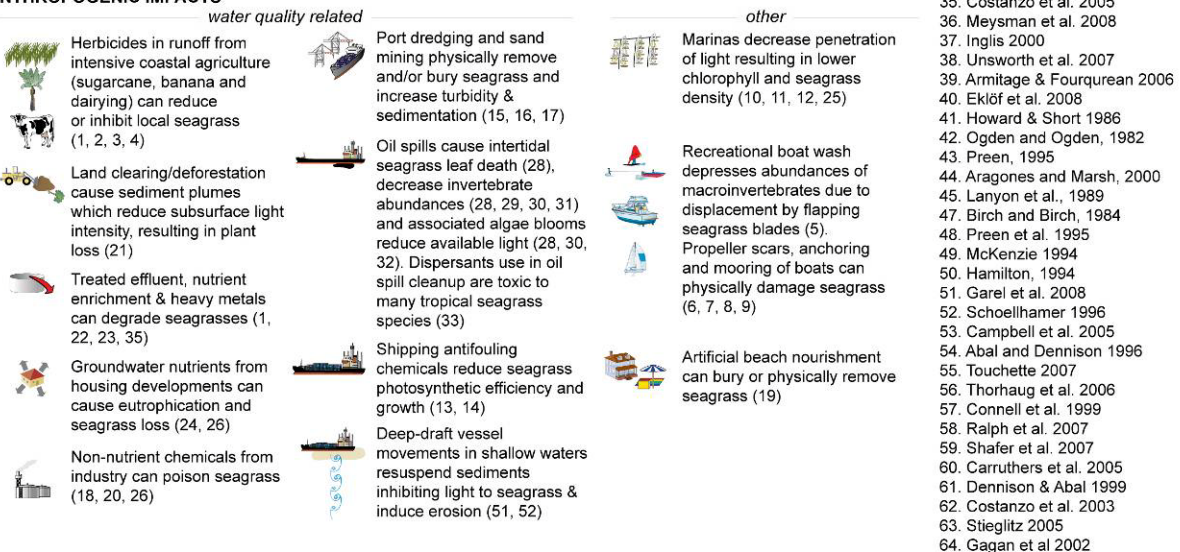 NTHROPOGENIC IMPACTS
water quality related
Herbicides in runoff from
intensive coastal agriculture
(sugarcane, banana and
dairying) can reduce
or inhibit local seagrass
(1, 2, 3, 4)
Land clearing/deforestation
cause sediment plumes
which reduce subsurface light
intensity, resulting in plant
loss (21)
Treated effluent, nutrient
enrichment & heavy metals
can degrade seagrasses (1,
22, 23, 35)
Groundwater nutrients from
housing developments can
cause eutrophication and
seagrass loss (24, 26)
Non-nutrient chemicals from
industry can poison seagrass
(18, 20, 26)
Port dredging and sand
mining physically remove
and/or bury seagrass and
increase turbidity &
sedimentation (15, 16, 17)
Oil spills cause intertidal
seagrass leaf death (28),
decrease invertebrate
abundances (28, 29, 30, 31)
and associated algae blooms
reduce available light (28, 30,
32). Dispersants use in oil
spill cleanup are toxic to
many tropical seagrass
species (33)
Shipping antifouling
chemicals reduce seagrass
photosynthetic efficiency and
growth (13, 14)
Deep-draft vessel
movements in shallow waters
resuspend sediments
inhibiting light to seagrass &
induce erosion (51, 52)
other
Marinas decrease penetration
of light resulting in lower
chlorophyll and seagrass
density (10, 11, 12, 25)
Recreational boat wash
depresses abundances of
macroinvertebrates due to
displacement by flapping
seagrass blades (5).
Propeller scars, anchoring
and mooring of boats can
physically damage seagrass
(6, 7, 8, 9)
Artificial beach nourishment
can bury or physically remove
seagrass (19)
35. Costanzo et al. 2005
36. Meysman et al. 2008
37. Inglis 2000
38. Unsworth et al. 2007
39. Armitage & Fourqurean 2006
40. Eklöf et al. 2008
41. Howard & Short 1986
42. Ogden and Ogden, 1982
43. Preen, 1995
44. Aragones and Marsh, 2000
45. Lanyon et al., 1989
47. Birch and Birch, 1984
48. Preen et al. 1995
49. McKenzie 1994
50. Hamilton, 1994
51. Garel et al. 2008
52. Schoellhamer 1996
53. Campbell et al. 2005
54. Abal and Dennison 1996
55. Touchette 2007
56. Thorhaug et al. 2006
57. Connell et al. 1999
58. Ralph et al. 2007
59. Shafer et al. 2007
60. Carruthers et al. 2005
61. Dennison & Abal 1999
62. Costanzo et al. 2003
63. Stieglitz 2005
64. Gagan et al 2002